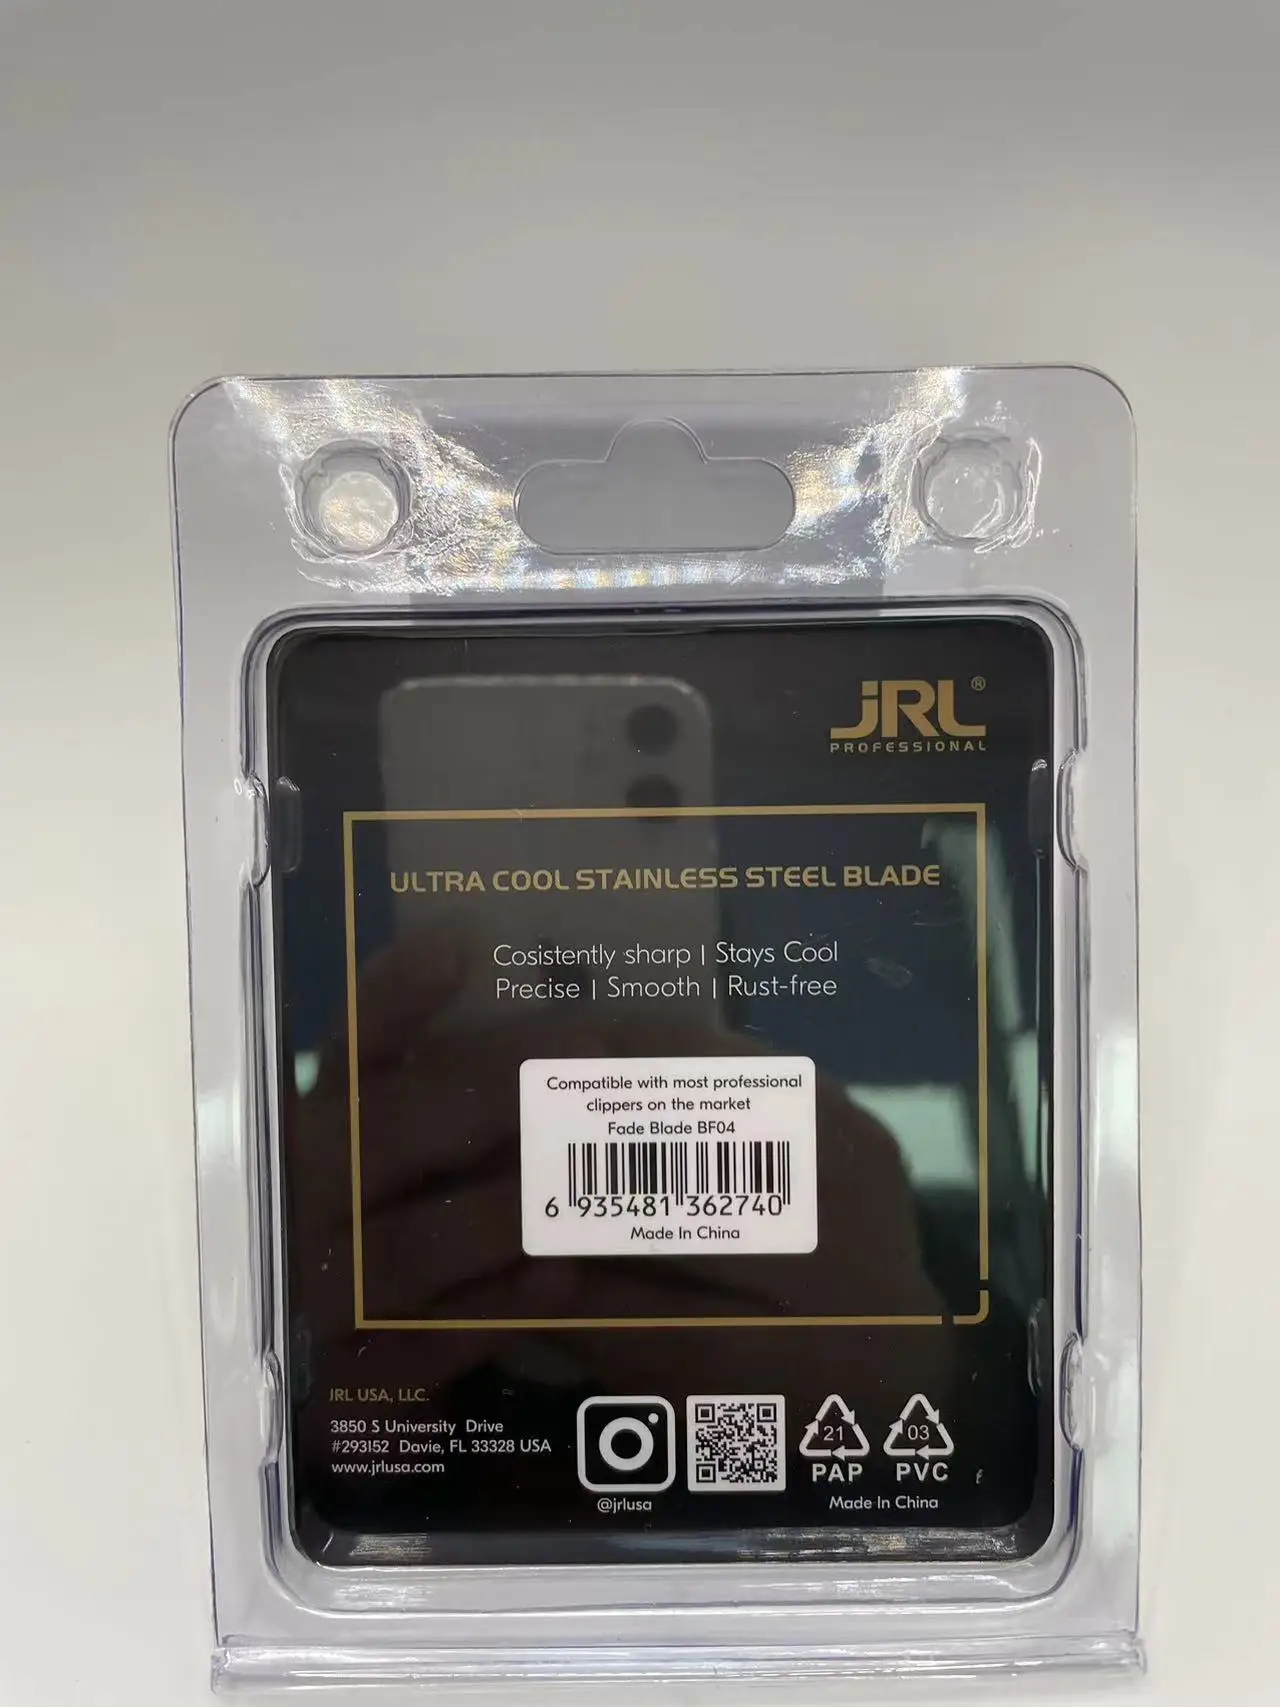 JRL®
PROFESSIONAL
ULTRA COOL STAINLESS STEEL BLADE
Cosistently sharp | Stays Cool
Precise | Smooth | Rust-free
Compatible with most professional
clippers on the market
Fade Blade BF04
6 935481 362740
Made In China
JRL USA, LLC.
3850 S University Drive
#293152 Davie, FL 33328 USA
www.jrlusa.com
@jrlusa
21
PAP
03
PVC
Made In China